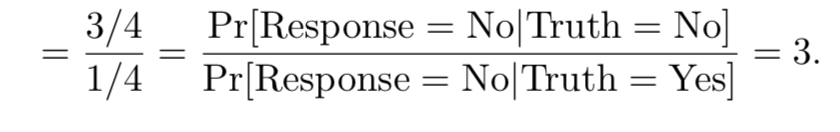 = 3/4 / 1/4 = Pr[Response = No|Truth = No] / Pr[Response = No|Truth = Yes] = 3.